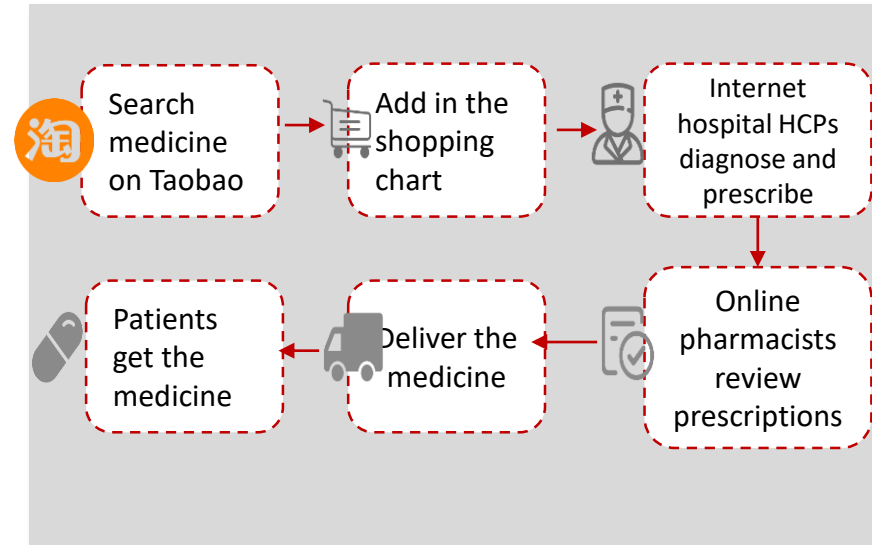 淘
Search
medicine
on Taobao
Add in the
shopping
chart
Internet
hospital HCPs
diagnose and
prescribe
Online
pharmacists
review
prescriptions
Deliver the
medicine
Patients
get the
medicine